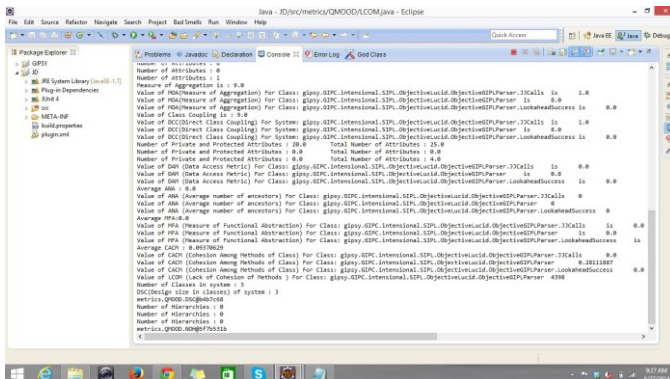 Java - JD/src/metrics/QMOOD/LCOM.java - Eclipse
File Edit Source Refactor Navigate Search Project Bad Smells Run Window Help
Quick Access
Java EE Java Debug
Package Explorer
Problems Javadoc Declaration Console Error Log God Class
GIPSY
JD
JRE System Library [JavaSE-1.7]
Plug-in Dependencies
JUnit 4
src
META-INF
build.properties
plugin.xml
Number of Attributes : 0
Number of Attributes : 0
Number of Attributes : 1
Measure of Aggregation is : 9.0
Value of MOA(Measure of Aggregation) For Class: gipsy.GIPC.intensional.SIPL.ObjectiveLucid.ObjectiveGIPLParser.JJCalls is 1.0
Value of MOA(Measure of Aggregation) For Class: gipsy.GIPC.intensional.SIPL.ObjectiveLucid.ObjectiveGIPLParser is 8.0
Value of MOA(Measure of Aggregation) For Class: gipsy.GIPC.intensional.SIPL.ObjectiveLucid.ObjectiveGIPLParser.LookaheadSuccess is 0.0
Value of Class Coupling is : 9.0
Value of DCC(Direct Class Coupling) For System: gipsy.GIPC.intensional.SIPL.ObjectiveLucid.ObjectiveGIPLParser.JJCalls is 1.0
Value of DCC(Direct Class Coupling) For System: gipsy.GIPC.intensional.SIPL.ObjectiveLucid.ObjectiveGIPLParser is 8.0
Value of DCC(Direct Class Coupling) For System: gipsy.GIPC.intensional.SIPL.ObjectiveLucid.ObjectiveGIPLParser.LookaheadSuccess is 0.0
Number of Private and Protected Attributes : 20.0 Total Number of Attributes : 25.0
Number of Private and Protected Attributes : 0.0 Total Number of Attributes : 0.0
Number of Private and Protected Attributes : 0.0 Total Number of Attributes : 4.0
Value of DAM (Data Access Metric) For Class: gipsy.GIPC.intensional.SIPL.ObjectiveLucid.ObjectiveGIPLParser.JJCalls is 0.0
Value of DAM (Data Access Metric) For Class: gipsy.GIPC.intensional.SIPL.ObjectiveLucid.ObjectiveGIPLParser is 0.8
Value of DAM (Data Access Metric) For Class: gipsy.GIPC.intensional.SIPL.ObjectiveLucid.ObjectiveGIPLParser.LookaheadSuccess is 0.0
Average ANA : 0.0
Value of ANA (Average number of ancestors) For Class: gipsy.GIPC.intensional.SIPL.ObjectiveLucid.ObjectiveGIPLParser.JJCalls 0
Value of ANA (Average number of ancestors) For Class: gipsy.GIPC.intensional.SIPL.ObjectiveLucid.ObjectiveGIPLParser 0
Value of ANA (Average number of ancestors) For Class: gipsy.GIPC.intensional.SIPL.ObjectiveLucid.ObjectiveGIPLParser.LookaheadSuccess 0
Average MFA:0.0
Value of MFA (Measure of Functional Abstraction) For Class: gipsy.GIPC.intensional.SIPL.ObjectiveLucid.ObjectiveGIPLParser.JJCalls is 0.0
Value of MFA (Measure of Functional Abstraction) For Class: gipsy.GIPC.intensional.SIPL.ObjectiveLucid.ObjectiveGIPLParser is 0.0
Value of MFA (Measure of Functional Abstraction) For Class: gipsy.GIPC.intensional.SIPL.ObjectiveLucid.ObjectiveGIPLParser.LookaheadSuccess is
Average CACM : 0.09370629
Value of CACM (Cohesion Among Methods of Class) For Class: gipsy.GIPC.intensional.SIPL.ObjectiveLucid.ObjectiveGIPLParser.JJCalls 0.0
Value of CACM (Cohesion Among Methods of Class) For Class: gipsy.GIPC.intensional.SIPL.ObjectiveLucid.ObjectiveGIPLParser 0.28111887
Value of CACM (Cohesion Among Methods of Class) For Class: gipsy.GIPC.intensional.SIPL.ObjectiveLucid.ObjectiveGIPLParser.LookaheadSuccess 0.0
Value of LCOM (Lack of Cohesion of Methods ) For Class: gipsy.GIPC.intensional.SIPL.ObjectiveLucid.ObjectiveGIPLParser 4398
Number of Classes in system : 3
DSC(Design size in classes) of system : 3
metrics.QMOOD.DSC@b4b7c68
Number of Hierarchies : 0
Number of Hierarchies : 0
Number of Hierarchies : 0
metrics.QMOOD.NOH@5f7b531b
9:27 AM